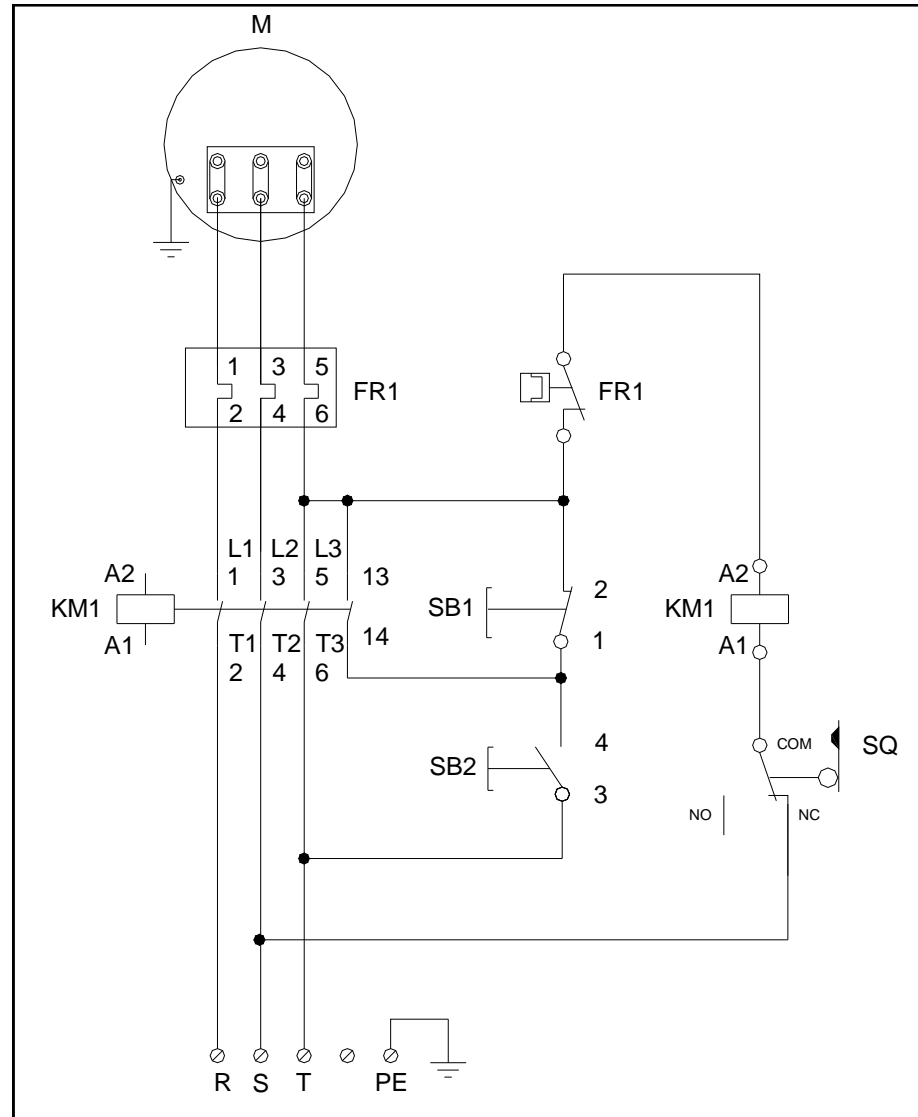 M
1 3 5
FR1
2 4 6
FR1
L1 L2 L3
A2 1 3 5 13
KM1
A1 T1 T2 T3 14
2 4 6
SB1 2
1
A2
KM1
A1
SB2 4
3
COM SQ
NO NC
R S T PE